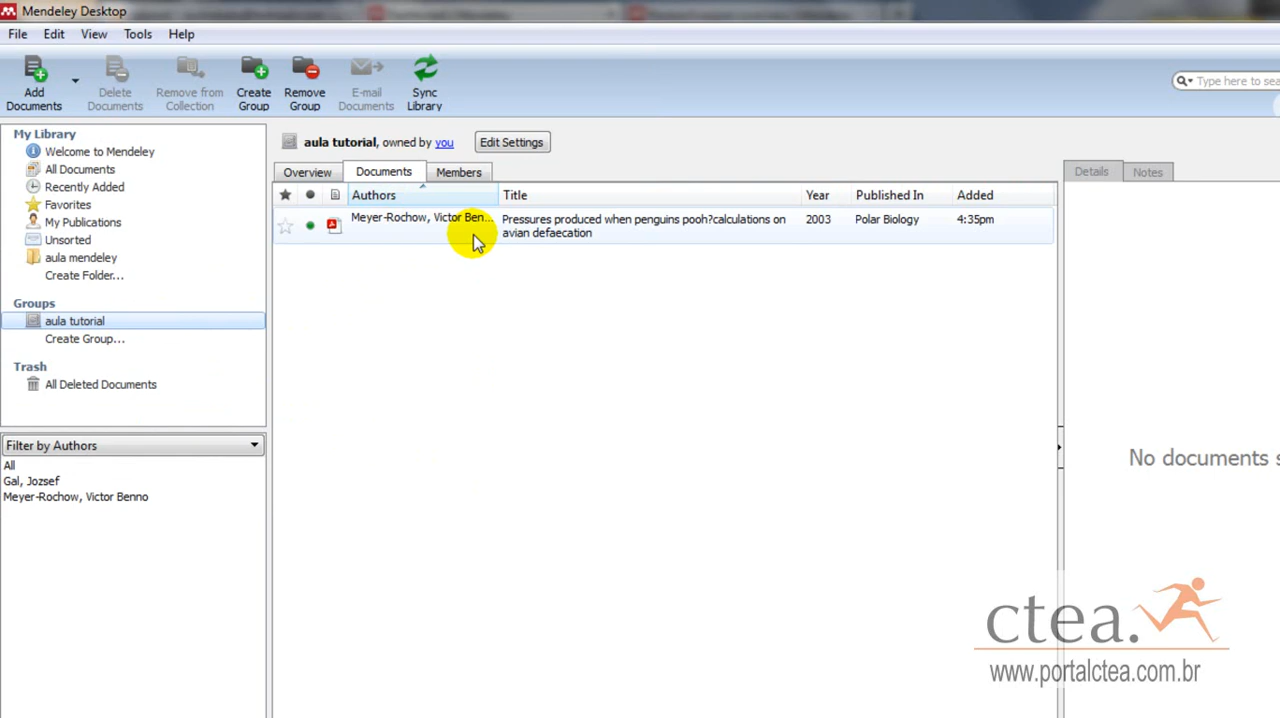 Mendeley Desktop
File Edit View Tools Help
Add Documents
Delete Documents
Remove from Collection
Create Group
Remove Group
E-mail Documents
Sync Library
Type here to sea
My Library
Welcome to Mendeley
All Documents
Recently Added
Favorites
My Publications
Unsorted
aula mendeley
Create Folder...
Groups
aula tutorial
Create Group...
Trash
All Deleted Documents
Filter by Authors
All
Gal, Jozsef
Meyer-Rochow, Victor Benno
aula tutorial, owned by you Edit Settings
Overview Documents Members
Authors Title Year Published In Added
Meyer-Rochow, Victor Ben... Pressures produced when penguins pooh?calculations on 2003 Polar Biology 4:35pm
avian defaecation
Details Notes
No documents s
ctea.
www.portalctea.com.br